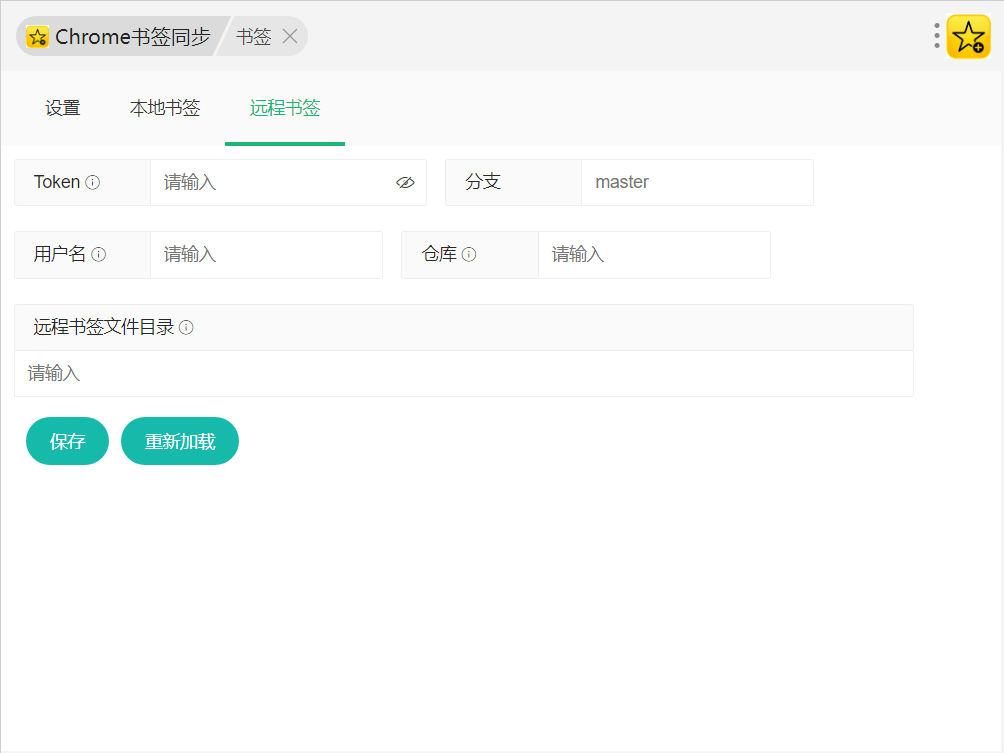 Chrome书签同步 书签
设置 本地书签 远程书签
Token 请输入 分支 master
用户名 请输入 仓库 请输入
远程书签文件目录
请输入
保存 重新加载